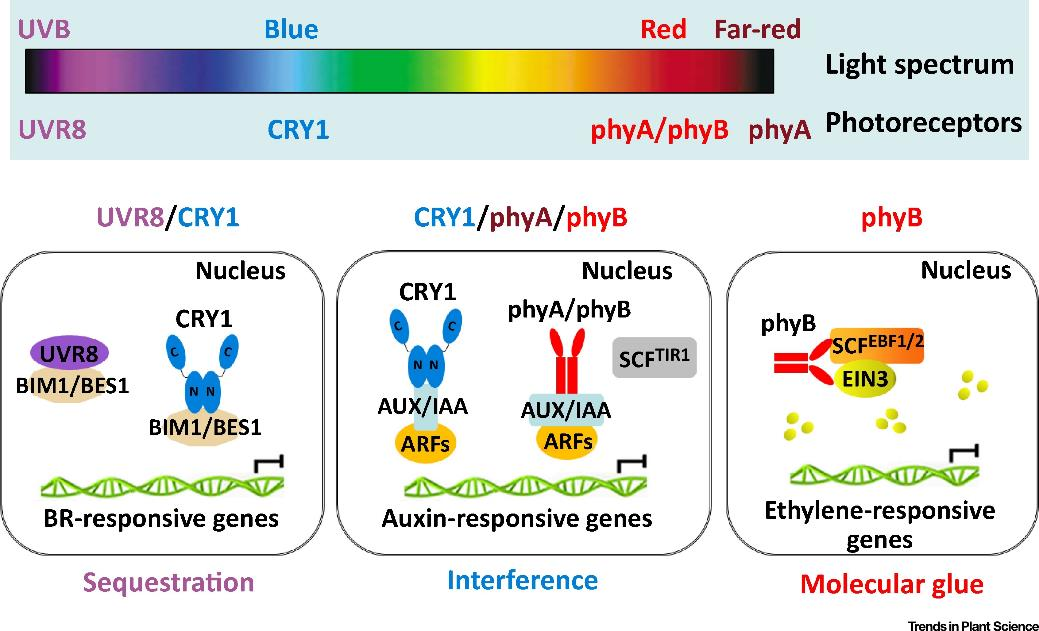 UVB Blue Red Far-red
Light spectrum
UVR8 CRY1 phyA/phyB phyA Photoreceptors
UVR8/CRY1
Nucleus
CRY1
C C
UVR8
BIM1/BES1
N N
BIM1/BES1
BR-responsive genes
Sequestration
CRY1/phyA/phyB
Nucleus
CRY1
phyA/phyB
C C
SCFTIR1
N N
AUX/IAA
AUX/IAA
ARFs
ARFs
Auxin-responsive genes
Interference
phyB
Nucleus
phyB
SCFEBF1/2
EIN3
Ethylene-responsive
genes
Molecular glue
Trends in Plant Science